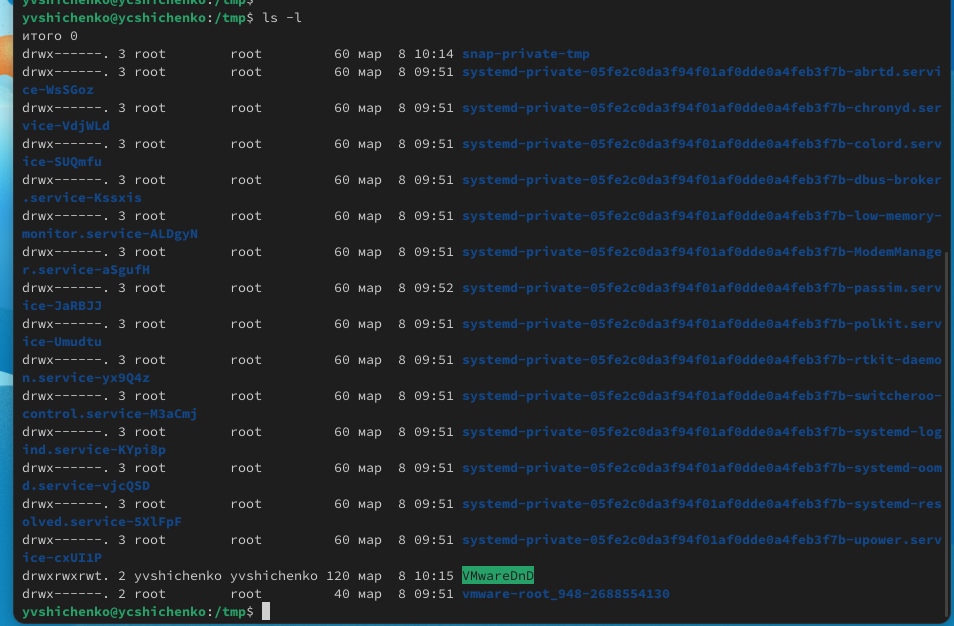 yvshichenko@ycshichenko:/tmp$
yvshichenko@ycshichenko:/tmp$ ls -l
итого 0
drwx------. 3 root        root         60 мар  8 10:14 snap-private-tmp
drwx------. 3 root        root         60 мар  8 09:51 systemd-private-05fe2c0da3f94f01af0dde0a4feb3f7b-abrtd.servi
ce-WsSGoz
drwx------. 3 root        root         60 мар  8 09:51 systemd-private-05fe2c0da3f94f01af0dde0a4feb3f7b-chronyd.ser
vice-VdjWLd
drwx------. 3 root        root         60 мар  8 09:51 systemd-private-05fe2c0da3f94f01af0dde0a4feb3f7b-colord.serv
ice-SUQmfu
drwx------. 3 root        root         60 мар  8 09:51 systemd-private-05fe2c0da3f94f01af0dde0a4feb3f7b-dbus-broker
.service-Kssxis
drwx------. 3 root        root         60 мар  8 09:51 systemd-private-05fe2c0da3f94f01af0dde0a4feb3f7b-low-memory-
monitor.service-ALDgyN
drwx------. 3 root        root         60 мар  8 09:51 systemd-private-05fe2c0da3f94f01af0dde0a4feb3f7b-ModemManage
r.service-aSgufH
drwx------. 3 root        root         60 мар  8 09:52 systemd-private-05fe2c0da3f94f01af0dde0a4feb3f7b-passim.serv
ice-JaRBJJ
drwx------. 3 root        root         60 мар  8 09:51 systemd-private-05fe2c0da3f94f01af0dde0a4feb3f7b-polkit.serv
ice-Umudtu
drwx------. 3 root        root         60 мар  8 09:51 systemd-private-05fe2c0da3f94f01af0dde0a4feb3f7b-rtkit-daemo
n.service-yx9Q4z
drwx------. 3 root        root         60 мар  8 09:51 systemd-private-05fe2c0da3f94f01af0dde0a4feb3f7b-switcheroo-
control.service-M3aCmj
drwx------. 3 root        root         60 мар  8 09:51 systemd-private-05fe2c0da3f94f01af0dde0a4feb3f7b-systemd-log
ind.service-KYpi8p
drwx------. 3 root        root         60 мар  8 09:51 systemd-private-05fe2c0da3f94f01af0dde0a4feb3f7b-systemd-oom
d.service-vjcQSD
drwx------. 3 root        root         60 мар  8 09:51 systemd-private-05fe2c0da3f94f01af0dde0a4feb3f7b-systemd-res
olved.service-5XlFpF
drwx------. 3 root        root         60 мар  8 09:51 systemd-private-05fe2c0da3f94f01af0dde0a4feb3f7b-upower.serv
ice-cxUI1P
drwxrwxrwt. 2 yvshichenko yvshichenko 120 мар  8 10:15 VMwareDnD
drwx------. 2 root        root         40 мар  8 09:51 vmware-root_948-2688554130
yvshichenko@ycshichenko:/tmp$